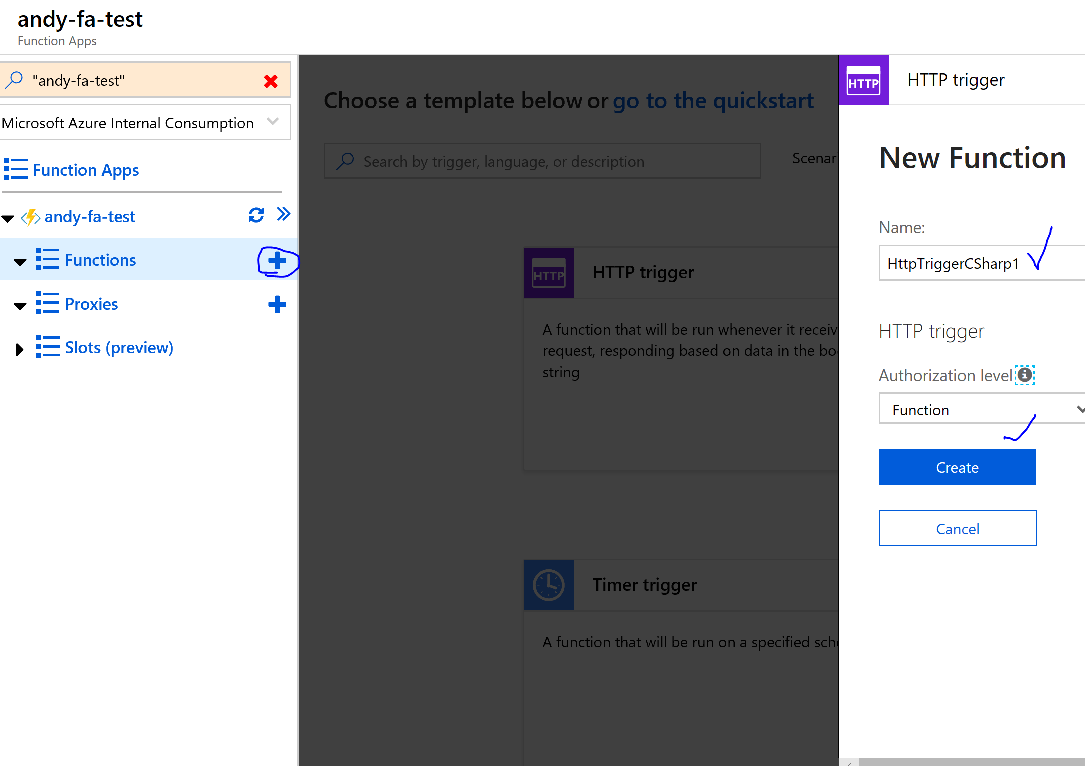 andy-fa-test
Function Apps
"andy-fa-test"
Microsoft Azure Internal Consumption
Function Apps
andy-fa-test
Functions
Proxies
Slots (preview)
Choose a template below or go to the quickstart
Search by trigger, language, or description
Scenar
HTTP
HTTP trigger
A function that will be run whenever it receiv
request, responding based on data in the bo
string
Timer trigger
A function that will be run on a specified sche
HTTP
HTTP trigger
New Function
Name:
HttpTriggerCSharp1
HTTP trigger
Authorization level
Function
Create
Cancel